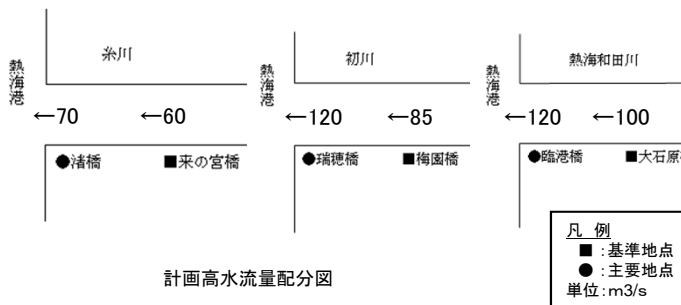 熱海港
糸川
←70
←60
●渚橋
■来の宮橋
熱海港
初川
←120
←85
●瑞穂橋
■梅園橋
熱海港
熱海和田川
←120
←100
●臨港橋
■大石原
計画高水流量配分図
凡 例
■:基準地点
●:主要地点
単位:m3/s